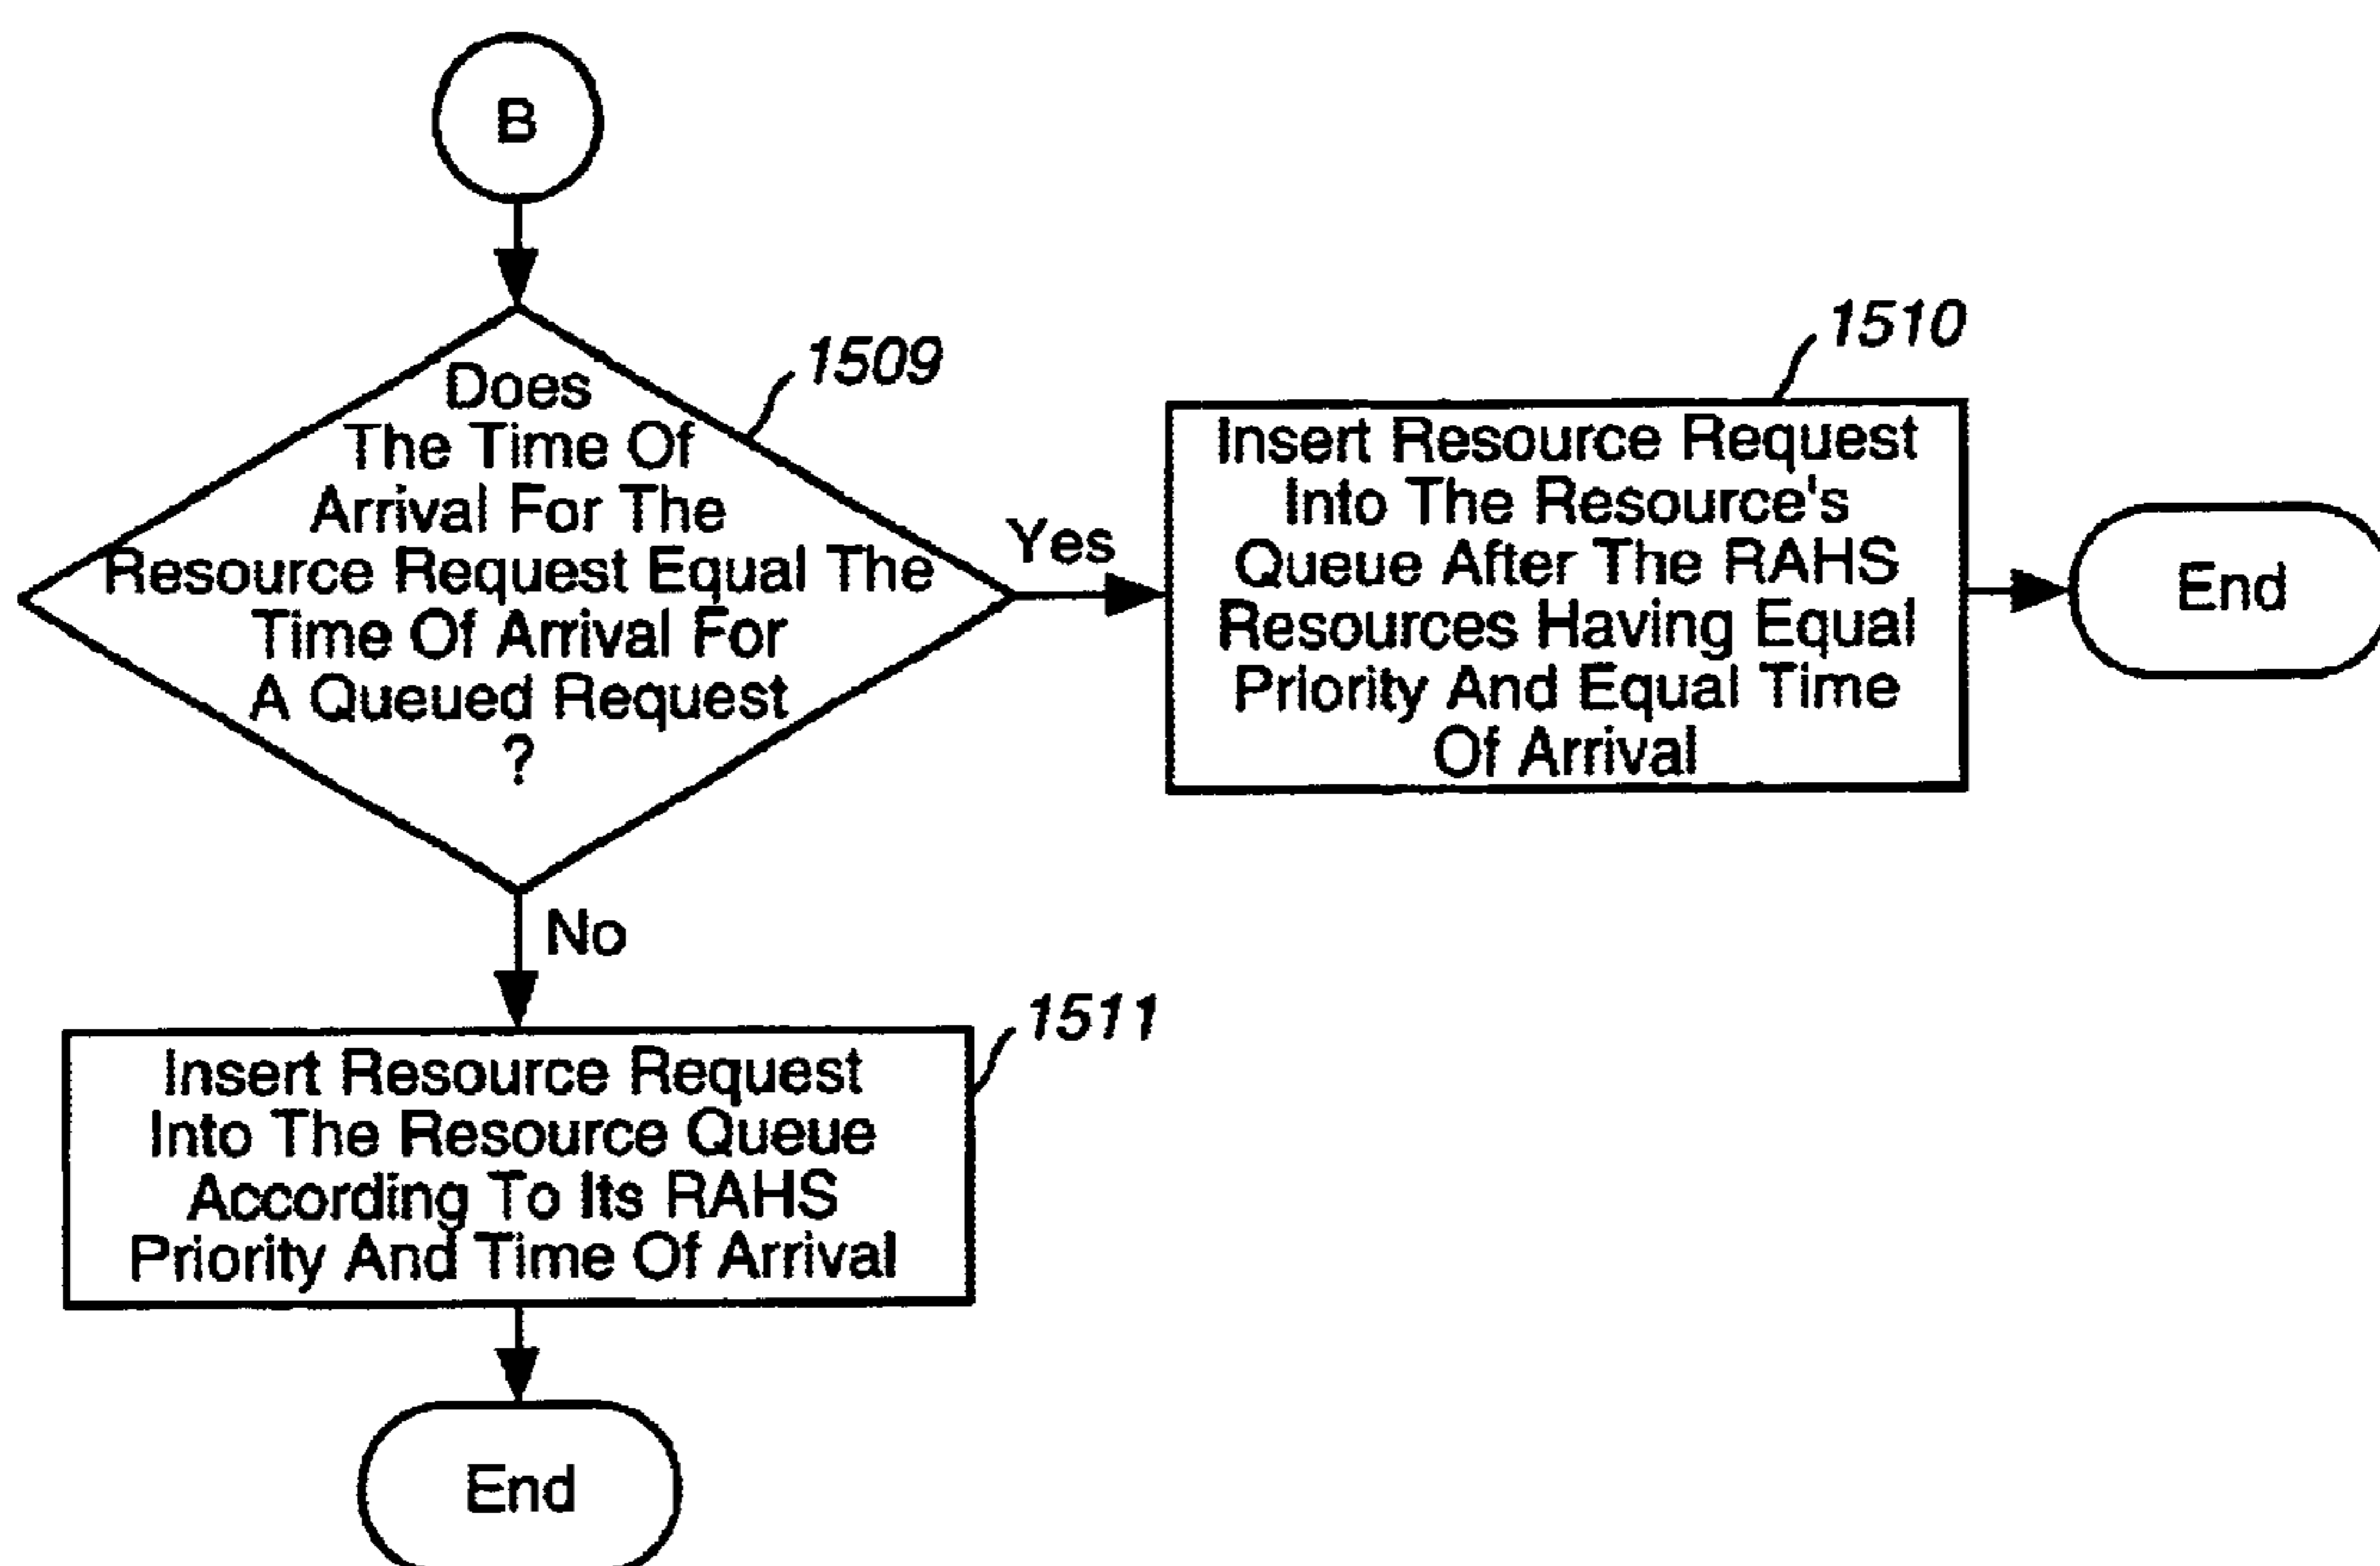 B
1509
Does
The Time Of
Arrival For The
Resource Request Equal The
Time Of Arrival For
A Queued Request
?
Yes
1510
Insert Resource Request
Into The Resource's
Queue After The RAHS
Resources Having Equal
Priority And Equal Time
Of Arrival
End
No
1511
Insert Resource Request
Into The Resource Queue
According To Its RAHS
Priority And Time Of Arrival
End